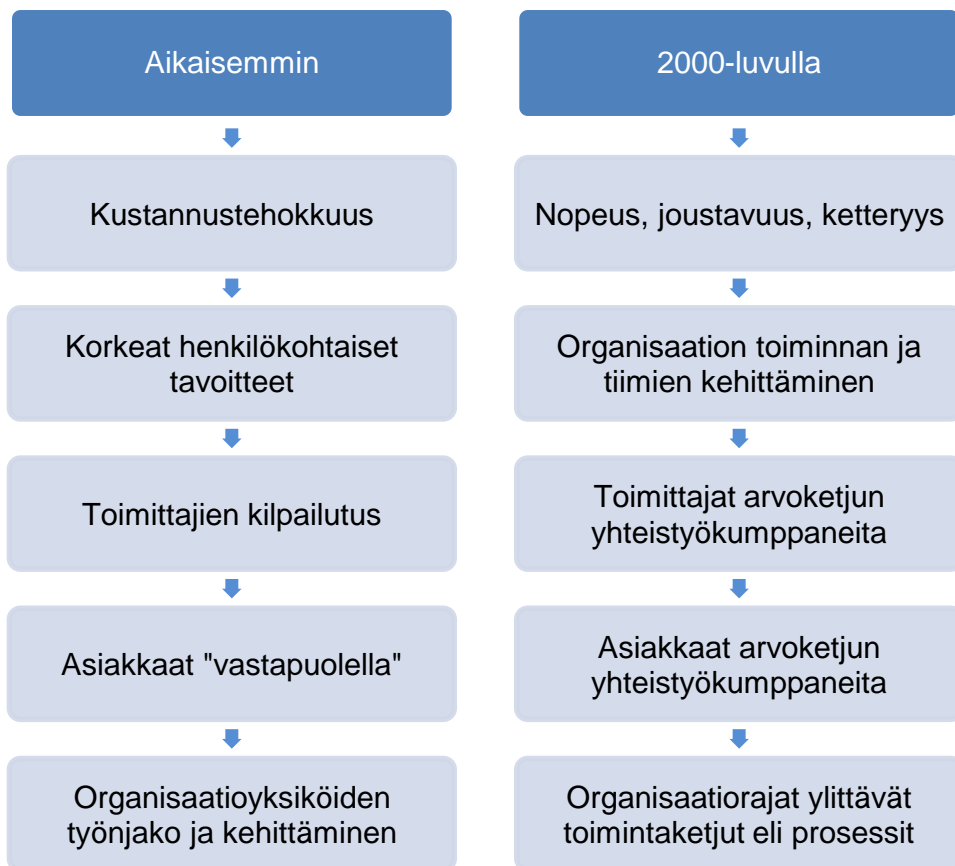 Aikaisemmin
Kustannustehokkuus
Korkeat henkilökohtaiset
tavoitteet
Toimittajien kilpailutus
Asiakkaat "vastapuolella"
Organisaatioyksiköiden
työnjako ja kehittäminen
2000-luvulla
Nopeus, joustavuus, ketteryys
Organisaation toiminnan ja
tiimien kehittäminen
Toimittajat arvoketjun
yhteistyökumppaneita
Asiakkaat arvoketjun
yhteistyökumppaneita
Organisaatiorajat ylittävät
toimintaketjut eli prosessit